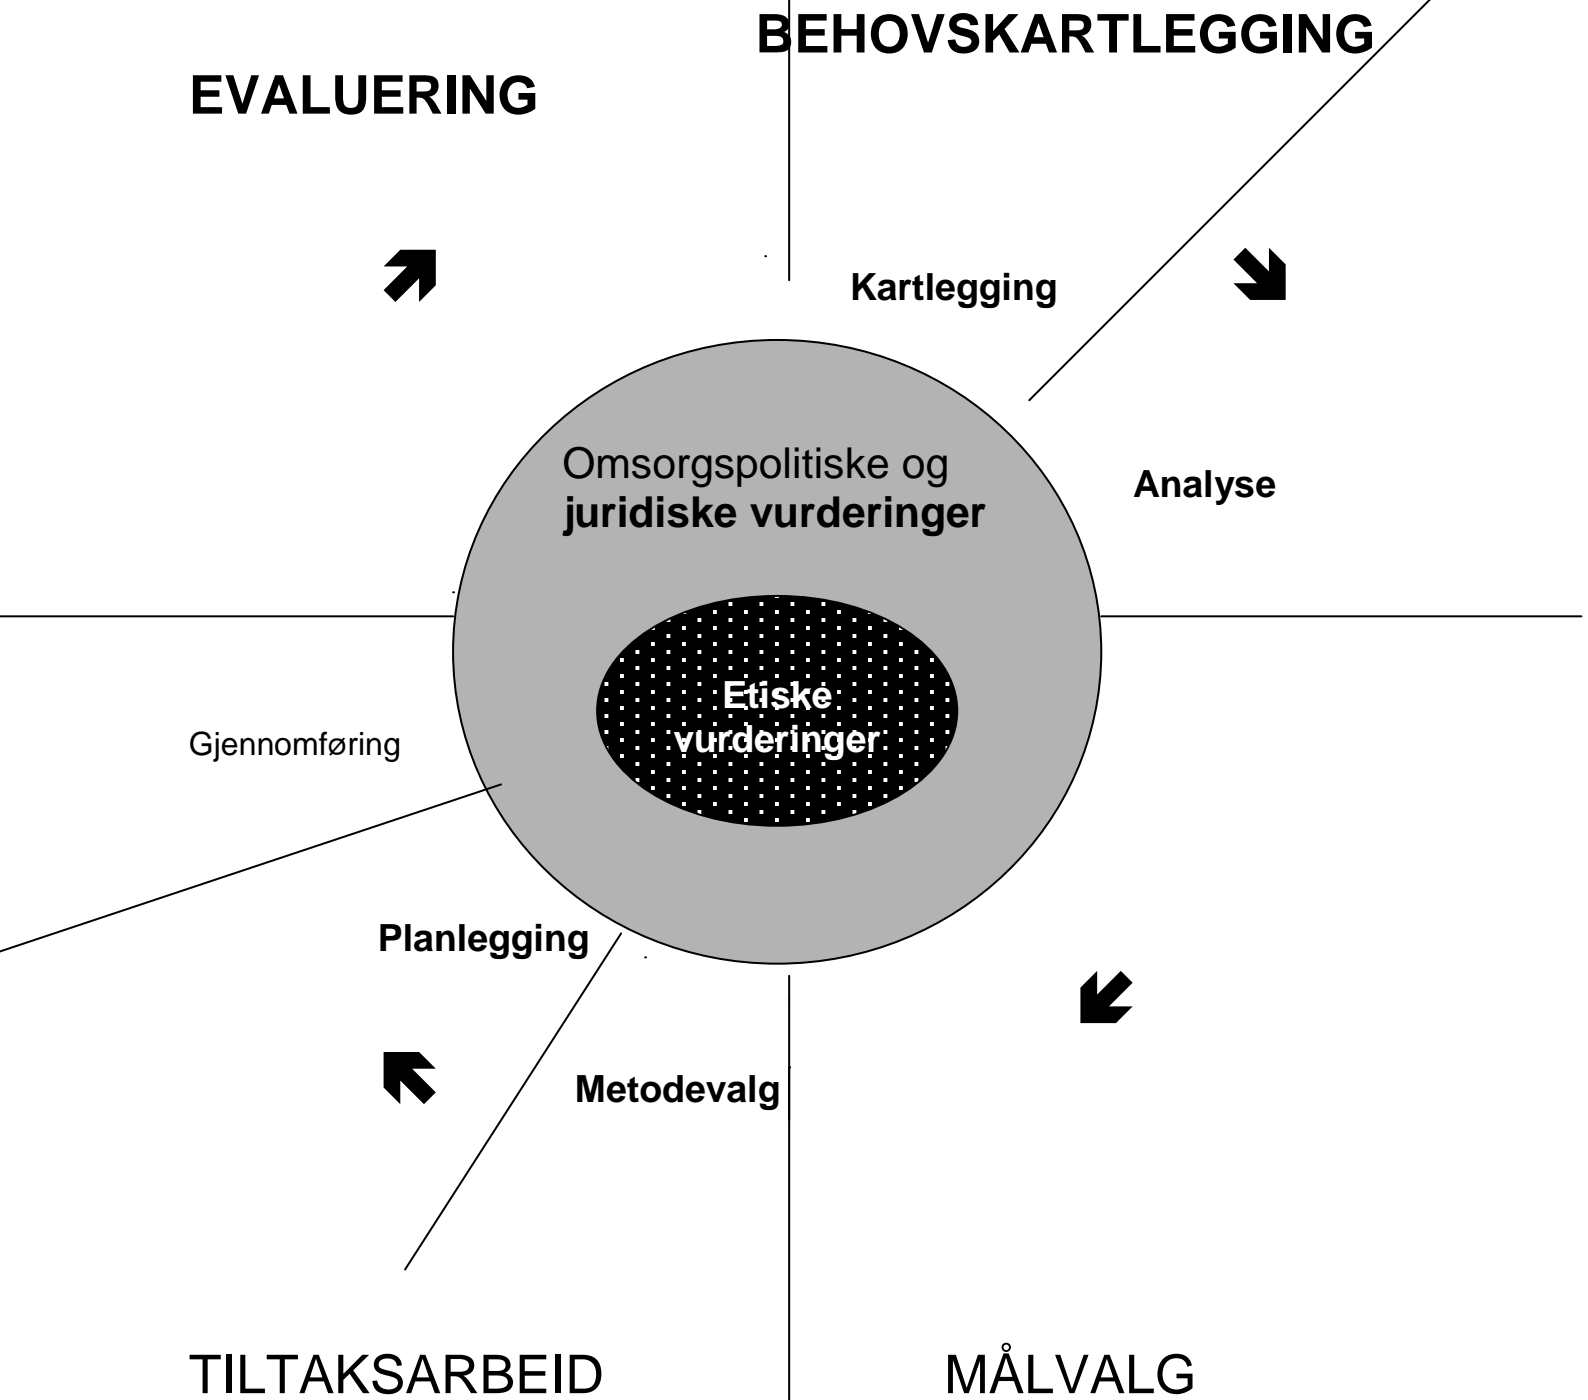 BEHOVSKARTLEGGING
EVALUERING
Kartlegging
Omsorgspolitiske og
juridiske vurderinger
Analyse
Etiske
vurderinger
Gjennomføring
Planlegging
Metodevalg
TILTAKSARBEID
MÅLVALG